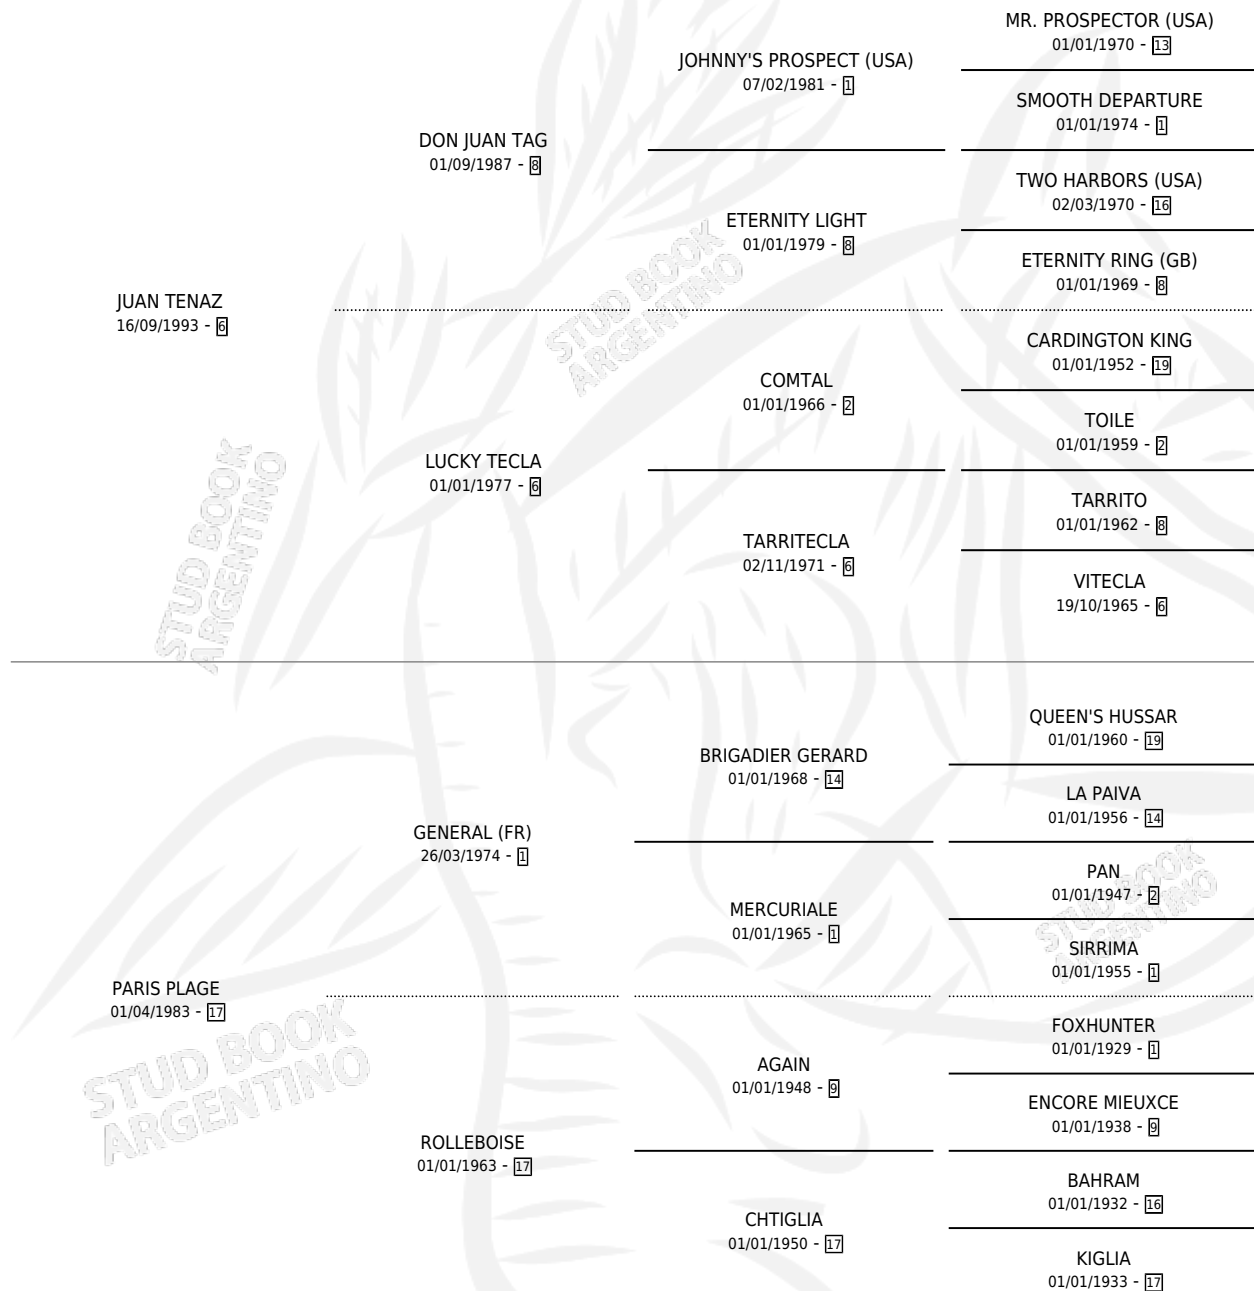 MR. PROSPECTOR (USA)
01/01/1970 - 13
JOHNNY'S PROSPECT (USA)
07/02/1981 - 1
SMOOTH DEPARTURE
01/01/1974 - 1
DON JUAN TAG
01/09/1987 - 8
TWO HARBORS (USA)
02/03/1970 - 16
ETERNITY LIGHT
01/01/1979 - 8
ETERNITY RING (GB)
01/01/1969 - 8
JUAN TENAZ
16/09/1993 - 6
CARDINGTON KING
01/01/1952 - 19
COMTAL
01/01/1966 - 2
TOILE
01/01/1959 - 2
LUCKY TECLA
01/01/1977 - 6
TARRITO
01/01/1962 - 8
TARRITECLA
02/11/1971 - 6
VITECLA
19/10/1965 - 6
QUEEN'S HUSSAR
01/01/1960 - 19
BRIGADIER GERARD
01/01/1968 - 14
LA PAIVA
01/01/1956 - 14
GENERAL (FR)
26/03/1974 - 1
PAN
01/01/1947 - 2
MERCURIALE
01/01/1965 - 1
SIRRIMA
01/01/1955 - 1
PARIS PLAGE
01/04/1983 - 17
FOXHUNTER
01/01/1929 - 1
AGAIN
01/01/1948 - 9
ENCORE MIEUXCE
01/01/1938 - 9
ROLLEBOISE
01/01/1963 - 17
BAHRAM
01/01/1932 - 16
CHTIGLIA
01/01/1950 - 17
KIGLIA
01/01/1933 - 17
STUD BOOK
ARGENTINO
STUD BOOK
ARGENTINO
STUD BOOK
ARGENTINO
STUD BOOK
ARGENTINO